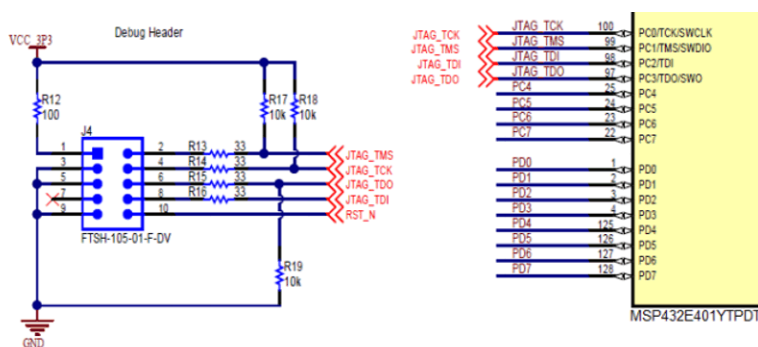 Debug Header
VCC_3P3
R12
100
R17
10k
R18
10k
J4
1
2
R13
33
JTAG_TMS
3
4
R14
33
JTAG_TCK
5
6
R15
33
JTAG_TDO
7
8
R16
33
JTAG_TDI
9
10
RST_N
FTSH-105-01-F-DV
R19
10k
GND
JTAG_TCK
JTAG_TCK
100
PC0/TCK/SWCLK
JTAG_TMS
JTAG_TMS
99
PC1/TMS/SWDIO
JTAG_TDI
JTAG_TDI
98
PC2/TDI
JTAG_TDO
JTAG_TDO
97
PC3/TDO/SWO
PC4
25
PC4
PC5
24
PC5
PC6
23
PC6
PC7
22
PC7
PD0
1
PD0
PD1
2
PD1
PD2
3
PD2
PD3
4
PD3
PD4
125
PD4
PD5
126
PD5
PD6
127
PD6
PD7
128
PD7
MSP432E401YTPDT